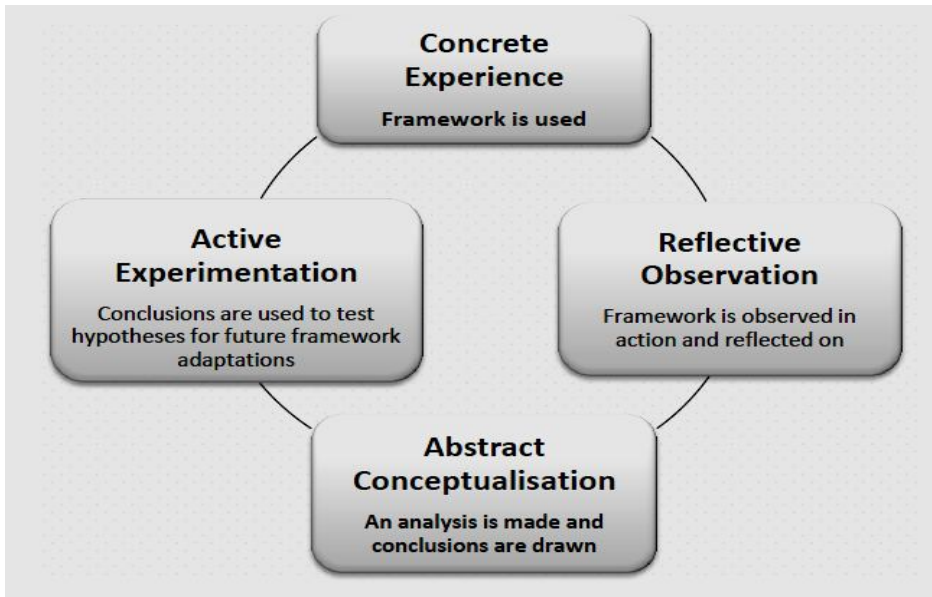 Concrete
Experience
Framework is used
Active
Experimentation
Conclusions are used to test
hypotheses for future framework
adaptations
Reflective
Observation
Framework is observed in
action and reflected on
Abstract
Conceptualisation
An analysis is made and
conclusions are drawn